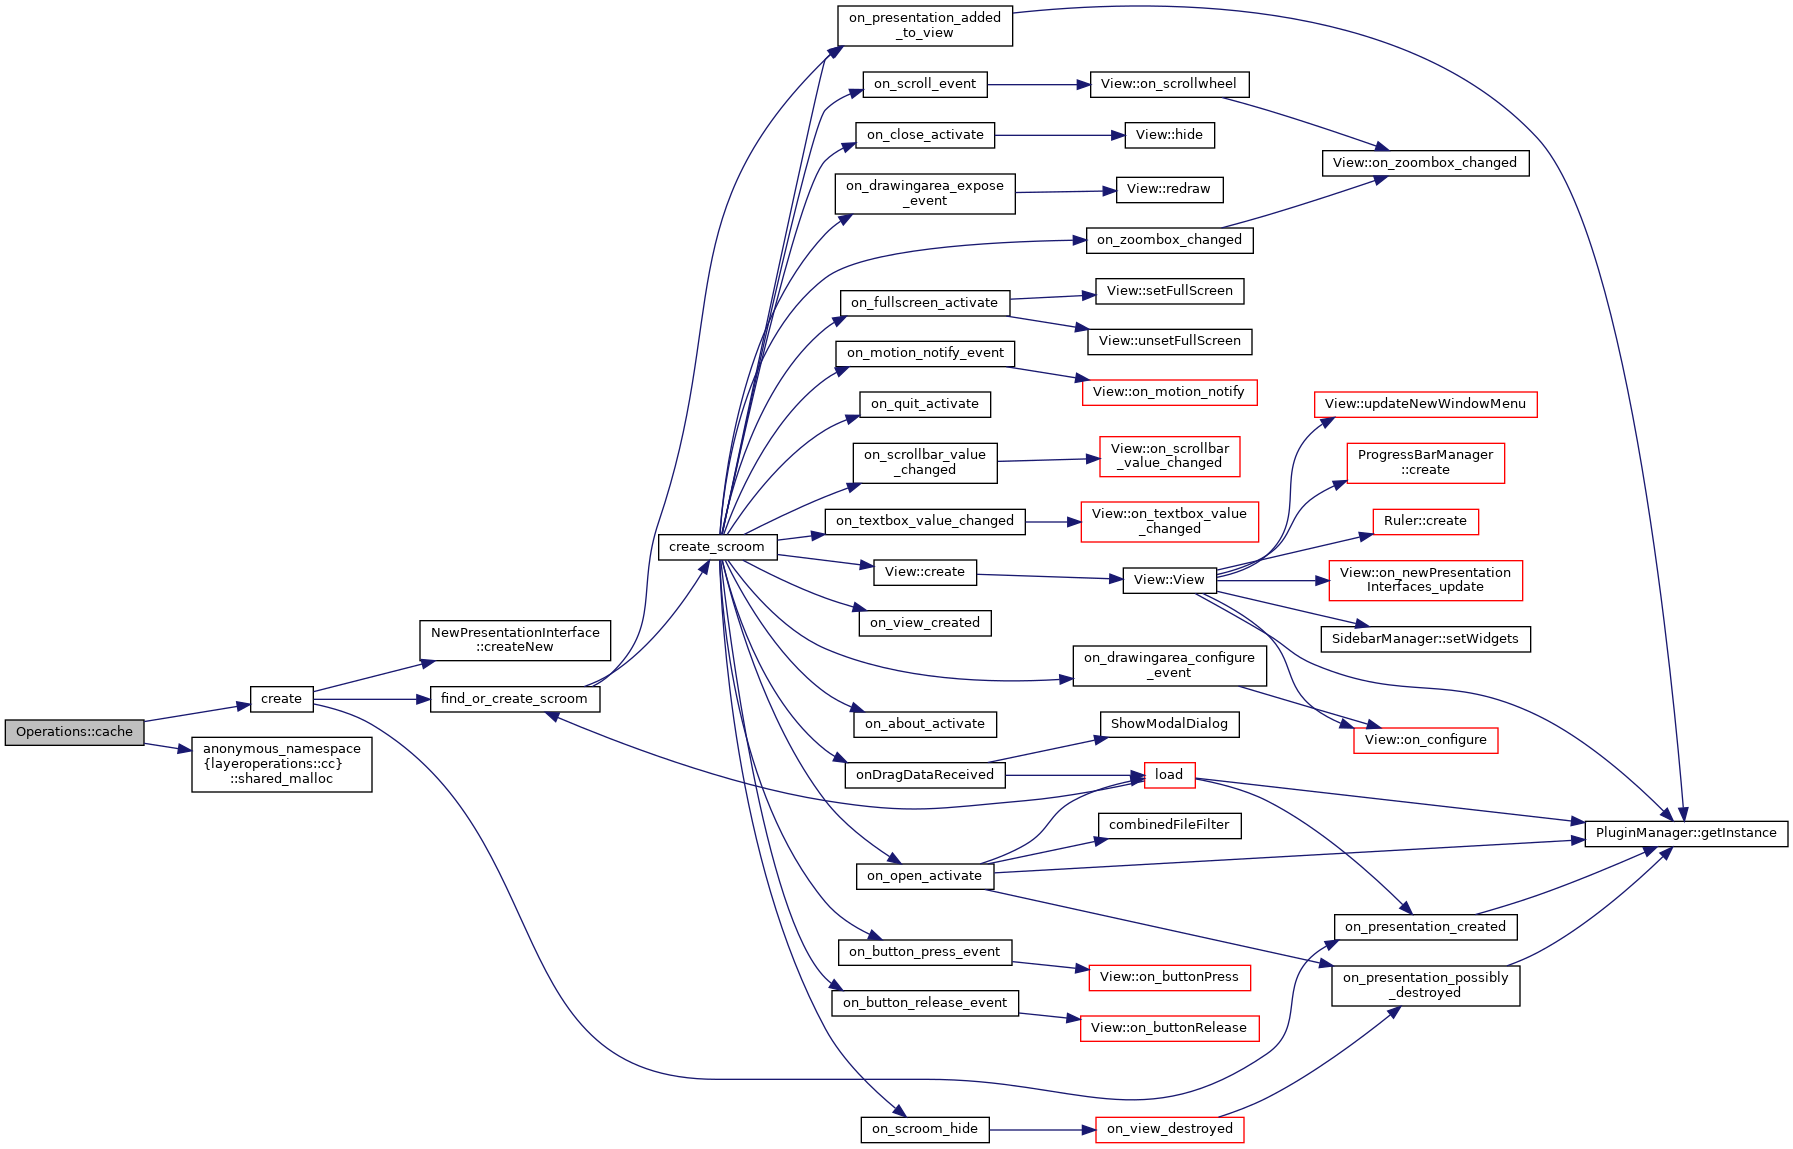 Operations::cache
create
anonymous_namespace
{layeroperations::cc}
::shared_malloc
NewPresentationInterface
::createNew
find_or_create_scroom
create_scroom
on_presentation_added
_to_view
on_scroll_event
on_close_activate
on_drawingarea_expose
_event
on_fullscreen_activate
on_motion_notify_event
on_quit_activate
on_scrollbar_value
_changed
on_textbox_value_changed
View::create
on_view_created
on_about_activate
onDragDataReceived
on_open_activate
on_button_press_event
on_button_release_event
on_scroom_hide
View::on_scrollwheel
View::hide
View::redraw
on_zoombox_changed
View::setFullScreen
View::unsetFullScreen
View::on_motion_notify
View::on_scrollbar
_value_changed
View::on_textbox_value
_changed
View::View
on_drawingarea_configure
_event
ShowModalDialog
load
combinedFileFilter
View::on_buttonPress
View::on_buttonRelease
on_view_destroyed
View::on_zoombox_changed
View::updateNewWindowMenu
ProgressBarManager
::create
Ruler::create
View::on_newPresentation
Interfaces_update
SidebarManager::setWidgets
View::on_configure
on_presentation_created
on_presentation_possibly
_destroyed
PluginManager::getInstance